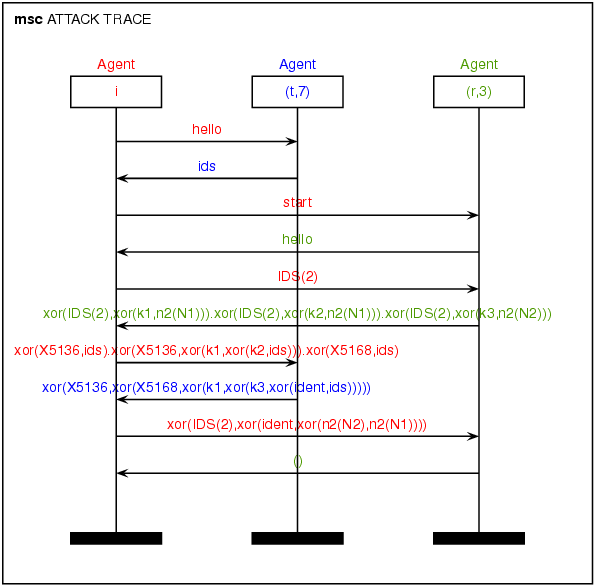 msc ATTACK TRACE
Agent Agent Agent
i (t,7) (r,3)
hello
ids
start
hello
IDS(2)
xor(IDS(2),xor(k1,n2(N1))).xor(IDS(2),xor(k2,n2(N1))).xor(IDS(2),xor(k3,n2(N2)))
xor(X5136,ids).xor(X5136,xor(k1,xor(k2,ids))).xor(X5168,ids)
xor(X5136,xor(X5168,xor(k1,xor(k3,xor(ident,ids)))))
xor(IDS(2),xor(ident,xor(n2(N2),n2(N1))))
()